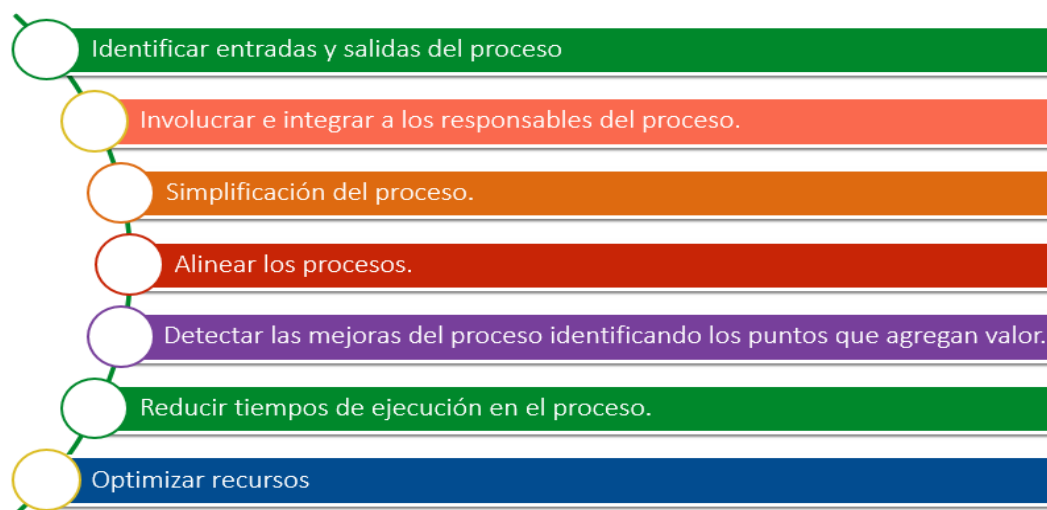 Identificar entradas y salidas del proceso
Involucrar e integrar a los responsables del proceso.
Simplificación del proceso.
Alinear los procesos.
Detectar las mejoras del proceso identificando los puntos que agregan valor.
Reducir tiempos de ejecución en el proceso.
Optimizar recursos